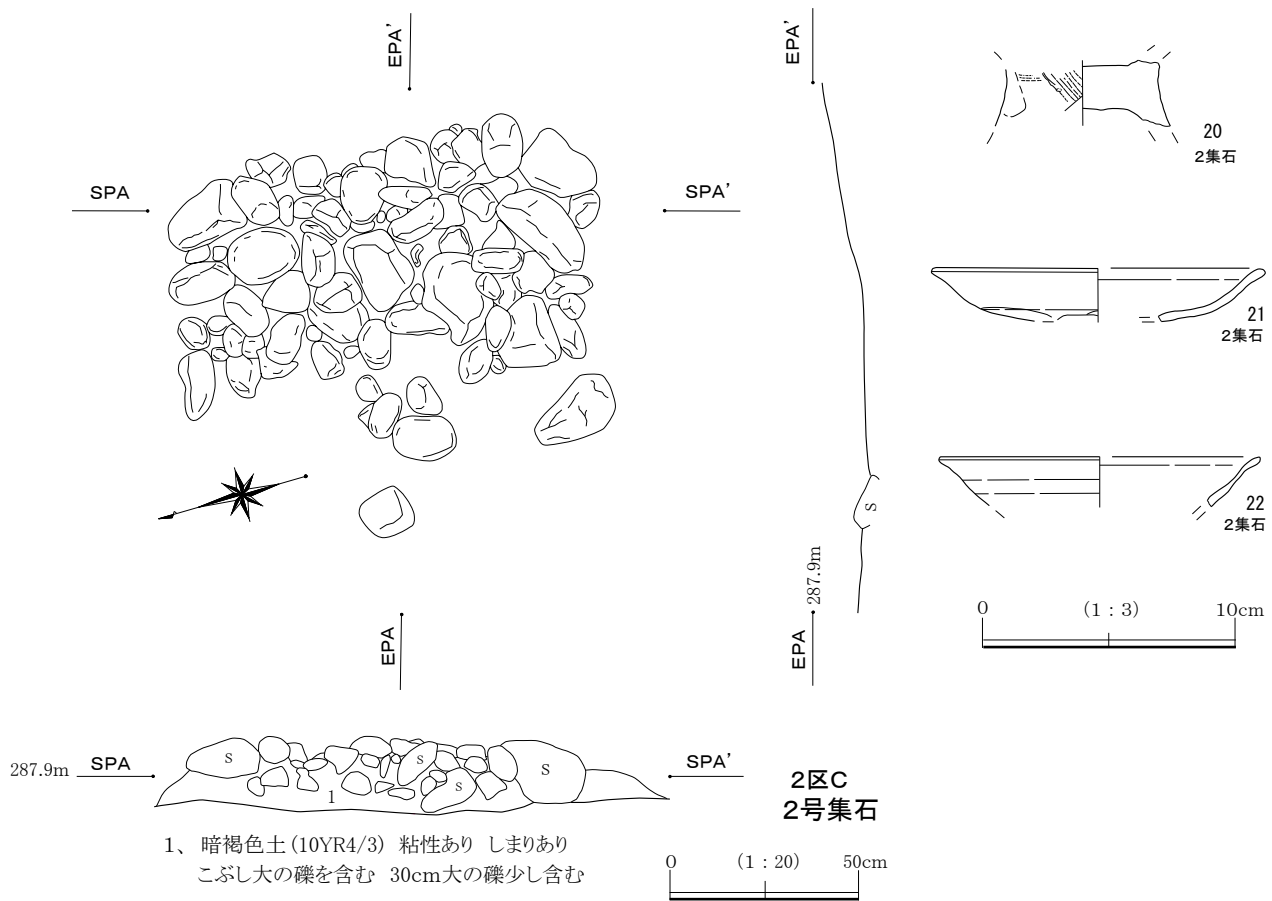 EPA'
SPA
SPA'
EPA
EPA'
S
287.9m
EPA
20
2集石
21
2集石
22
2集石
0 (1：3) 10cm
287.9m SPA
S
S
S
S
1
SPA'
2区C
2号集石
1、 暗褐色土(10YR4/3) 粘性あり しまりあり
こぶし大の礫を含む 30cm大の礫少し含む
0 (1：20) 50cm